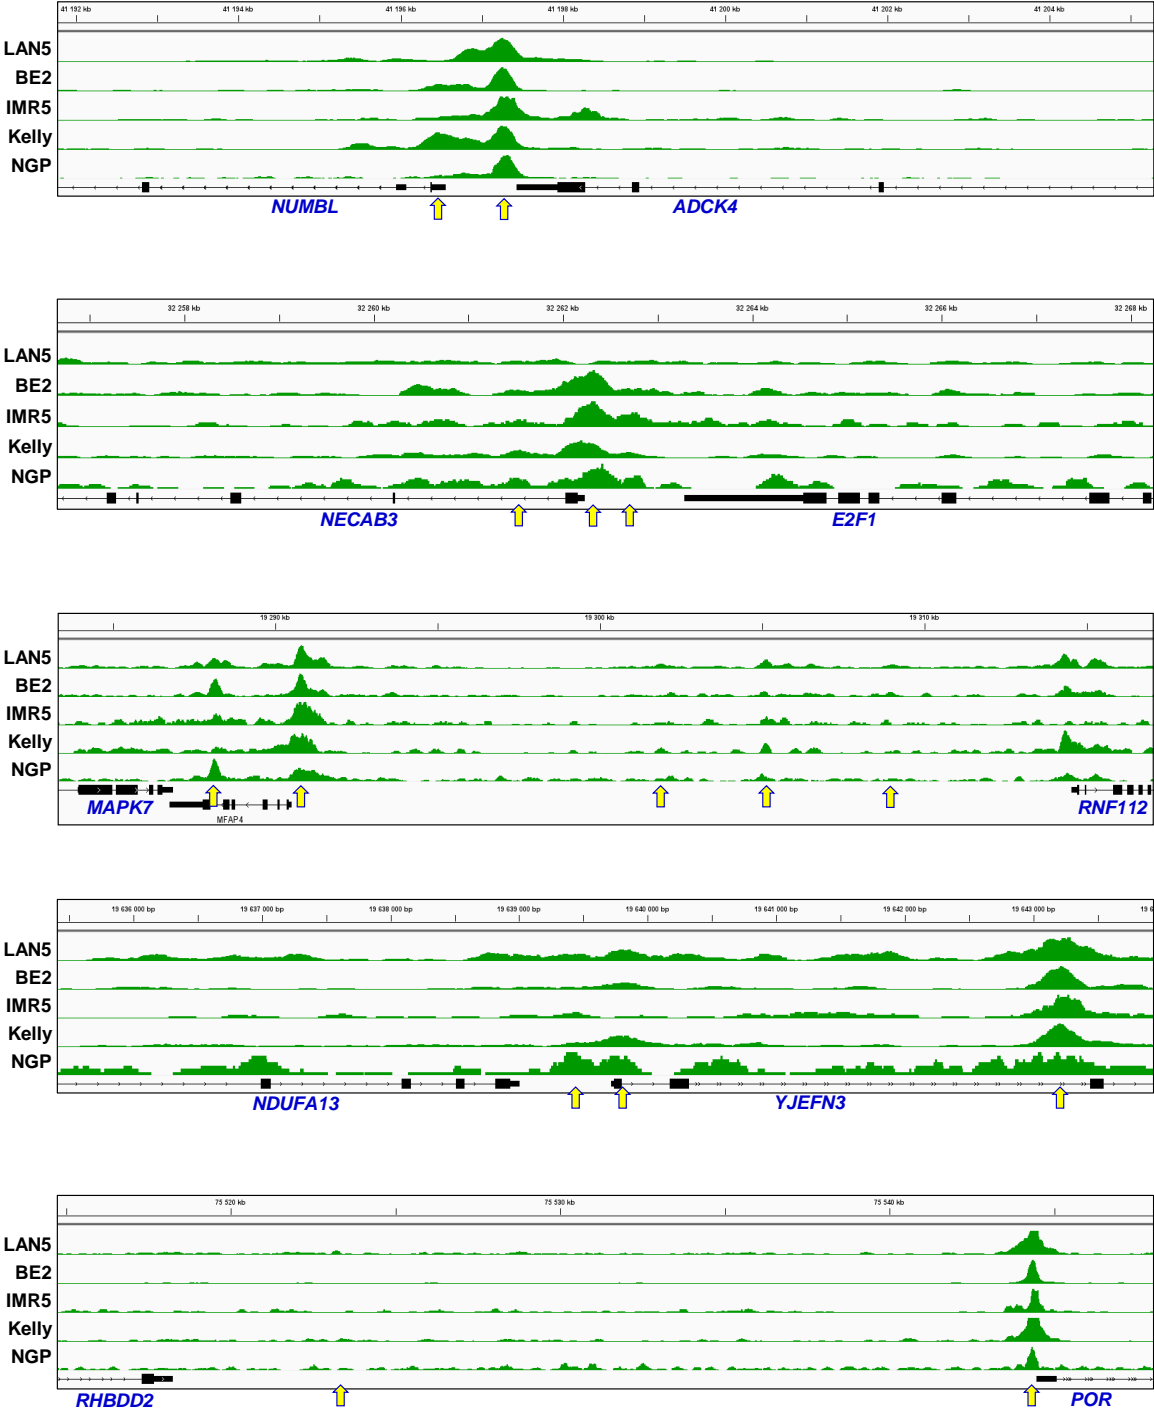 41 192 kb 41 194 kb 41 196 kb 41 198 kb 41 200 kb 41 202 kb 41 204 kb
LAN5
BE2
IMR5
Kelly
NGP
NUMBL ADCK4
32 258 kb 32 260 kb 32 262 kb 32 264 kb 32 266 kb 32 268 kb
LAN5
BE2
IMR5
Kelly
NGP
NECAB3 E2F1
19 290 kb 19 300 kb 19 310 kb
LAN5
BE2
IMR5
Kelly
NGP
MAPK7 RNF112
MFAP4
19 636 000 bp 19 637 000 bp 19 638 000 bp 19 639 000 bp 19 640 000 bp 19 641 000 bp 19 642 000 bp 19 643 000 bp 19 6
LAN5
BE2
IMR5
Kelly
NGP
NDUFA13 YJEFN3
75 520 kb 75 530 kb 75 540 kb
LAN5
BE2
IMR5
Kelly
NGP
RHBDD2 POR